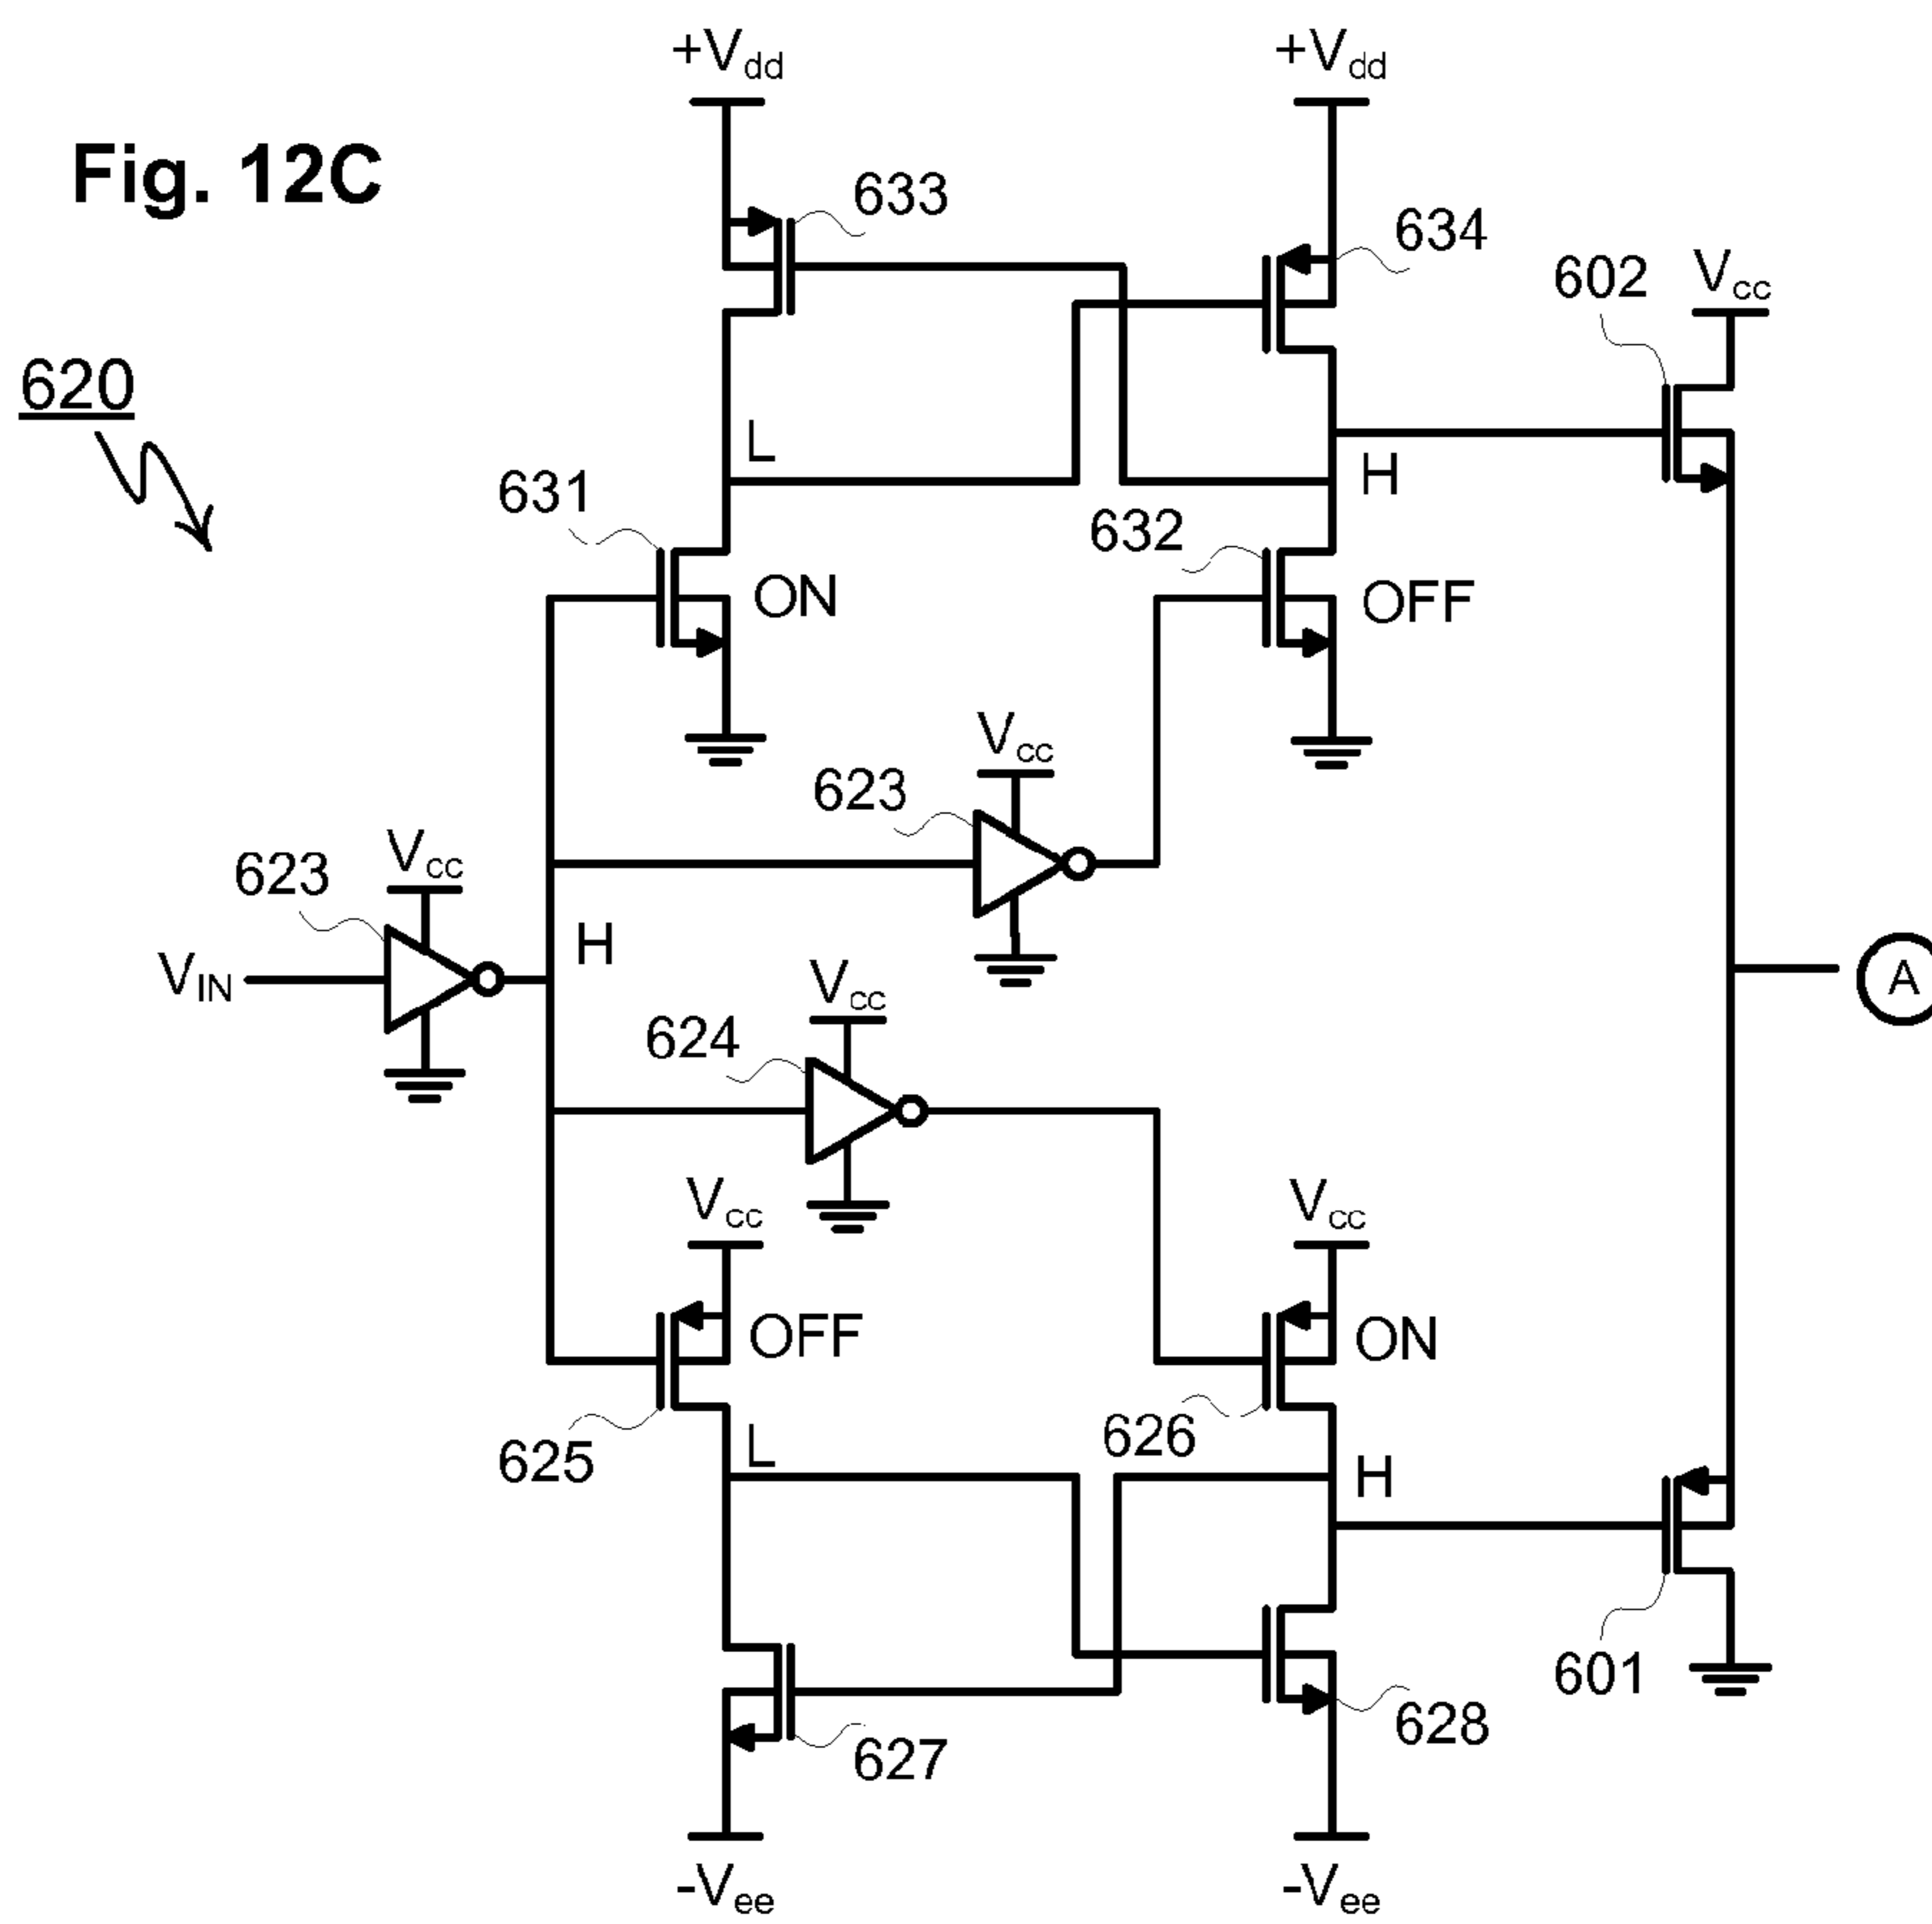 +Vdd
+Vdd
Fig. 12C
633
634
602
Vcc
620
L
H
631
632
ON
OFF
Vcc
623
Vcc
623
H
VIN
Vcc
A
624
Vcc
Vcc
OFF
ON
625
L
626
H
601
628
627
-Vee
-Vee